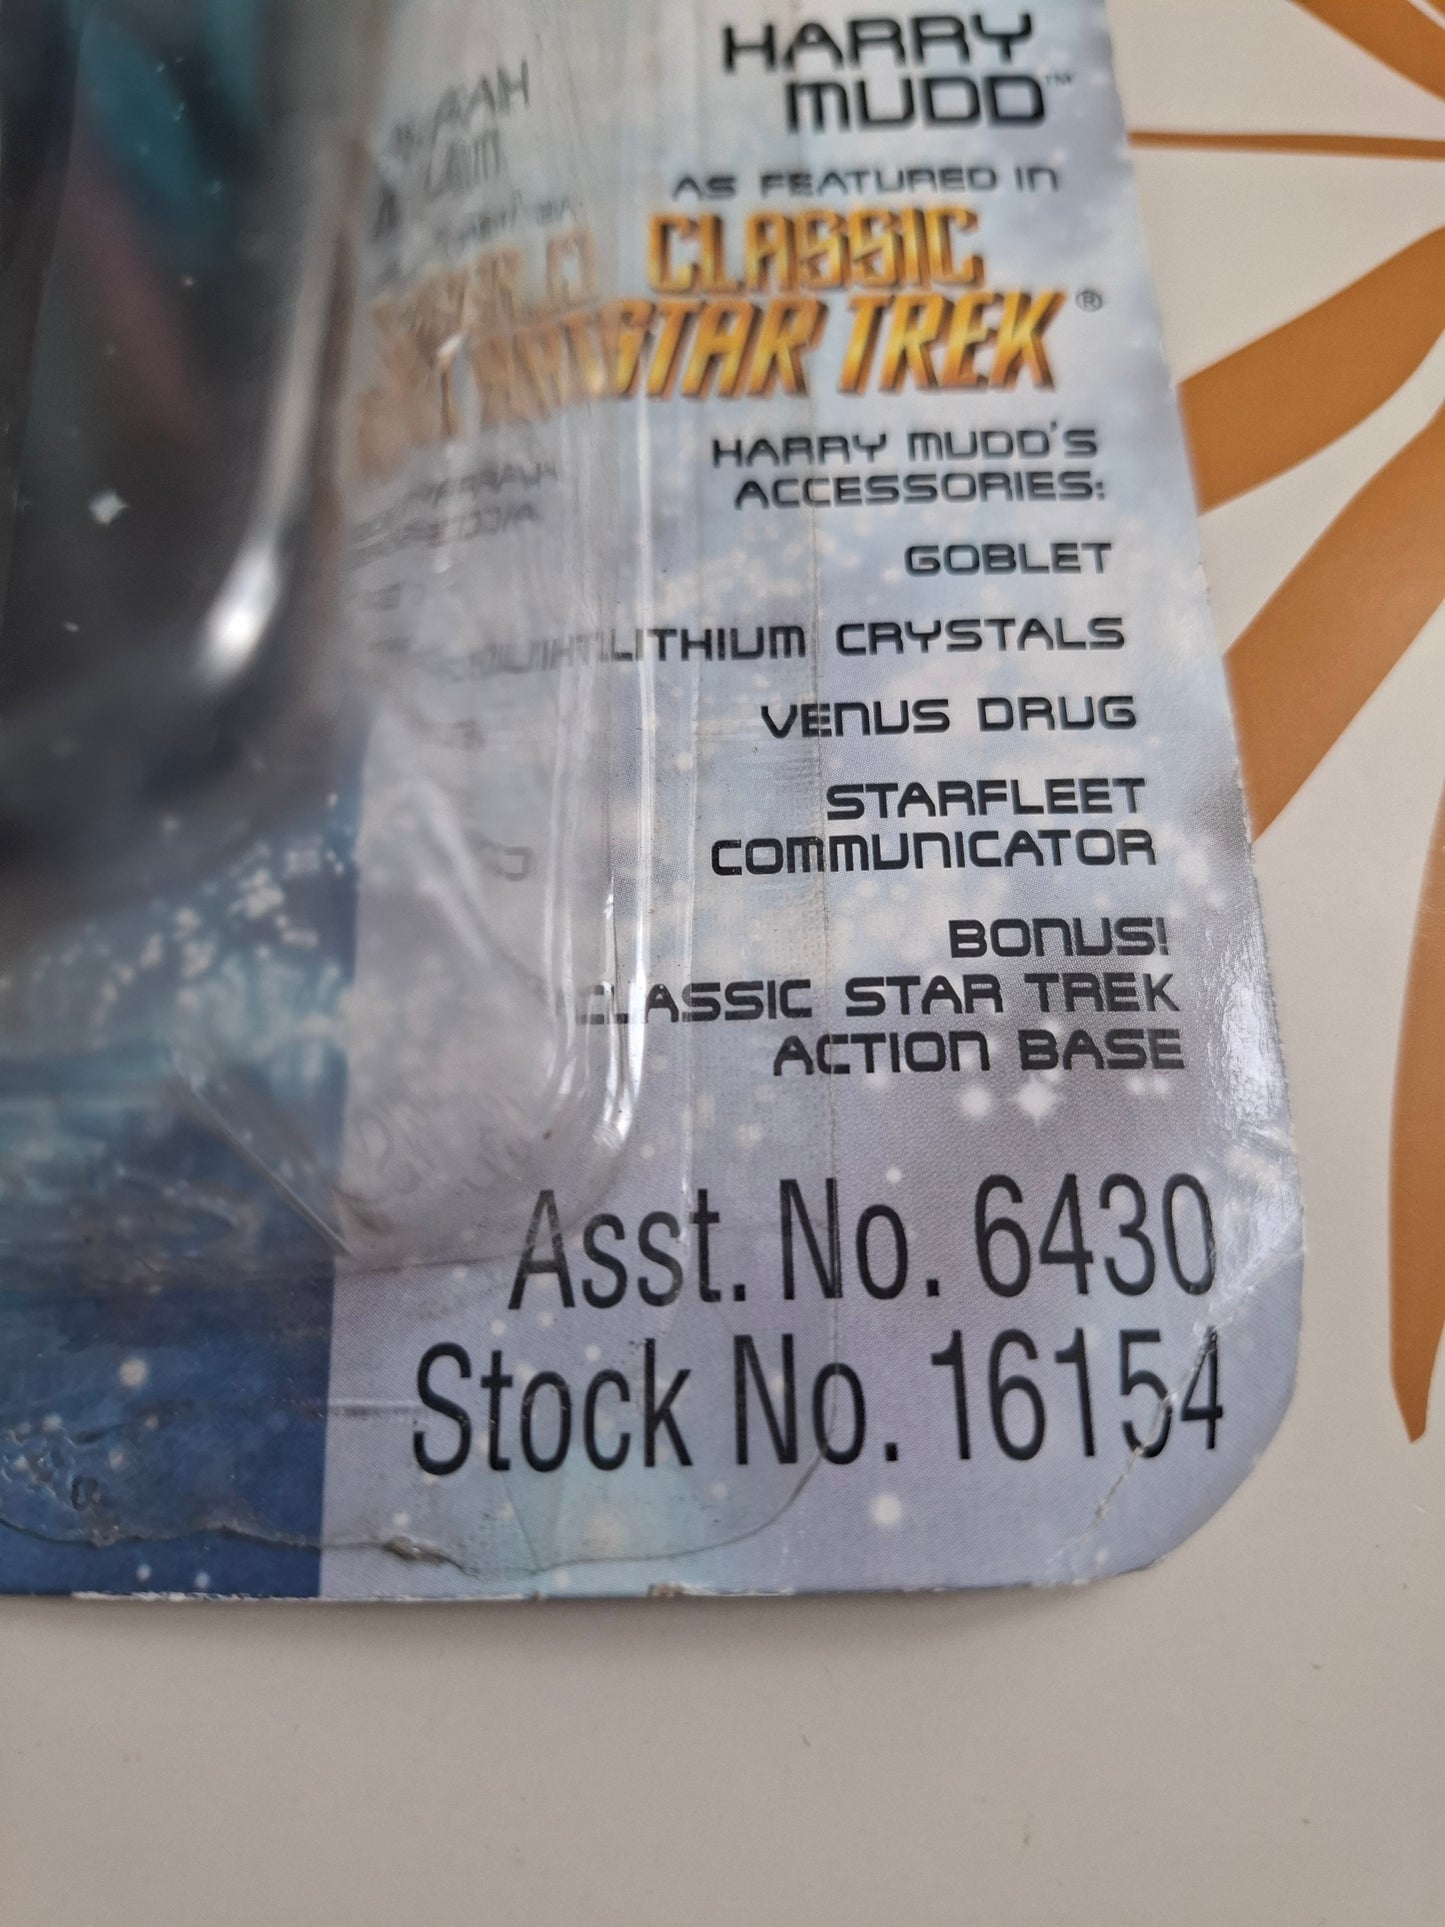 HARRY
MUDD™
AS FEATURED IN
CLASSIC
STAR TREK®
HARRY MUDD'S
ACCESSORIES:
GOBLET
LITHIUM CRYSTALS
VENUS DRUG
STARFLEET
COMMUNICATOR
BONUS!
CLASSIC STAR TREK
ACTION BASE
Asst. No. 6430
Stock No. 16154